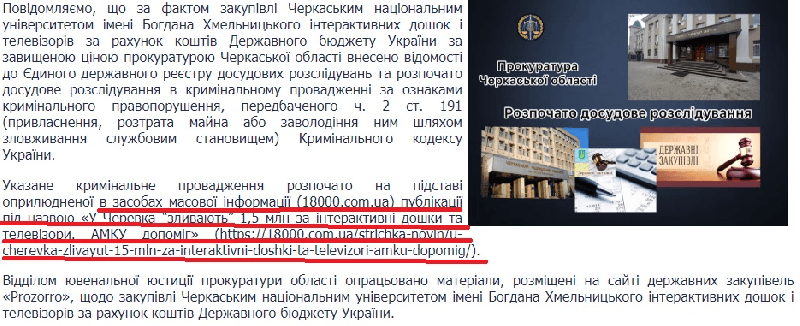 Повідомляємо, що за фактом закупівлі Черкаським національним
університетом імені Богдана Хмельницького інтерактивних дошок і
телевізорів за рахунок коштів Державного бюджету України за
завищеною ціною прокуратурою Черкаської області внесено відомості
до Єдиного державного реєстру досудових розслідувань та розпочато
досудове розслідування в кримінальному провадженні за ознаками
кримінального правопорушення, передбаченого ч. 2 ст. 191
(привласнення, розтрата майна або заволодіння ним шляхом
зловживання службовим становищем) Кримінального кодексу
України.
Указане кримінальне провадження розпочато на підставі
оприлюдненої в засобах масової інформації (18000.com.ua) публікації
під назвою «У Черевка "зливають" 1,5 млн за інтерактивні дошки та
телевізори. АМКУ допоміг» (https://18000.com.ua/strichka-novin/u-
cherevka-zlivayut-15-mln-za-interaktivni-doshki-ta-televizori-amku-dopomig/).
Відділом ювенальної юстиції прокуратури області опрацьовано матеріали, розміщені на сайті державних закупівель
«Prozorro», щодо закупівлі Черкаським національним університетом імені Богдана Хмельницького інтерактивних дошок і
телевізорів за рахунок коштів Державного бюджету України.
Прокуратура
Черкаської області
Розпочато досудове розслідування
ДЕРЖАВНІ
ЗАКУПІВЛІ